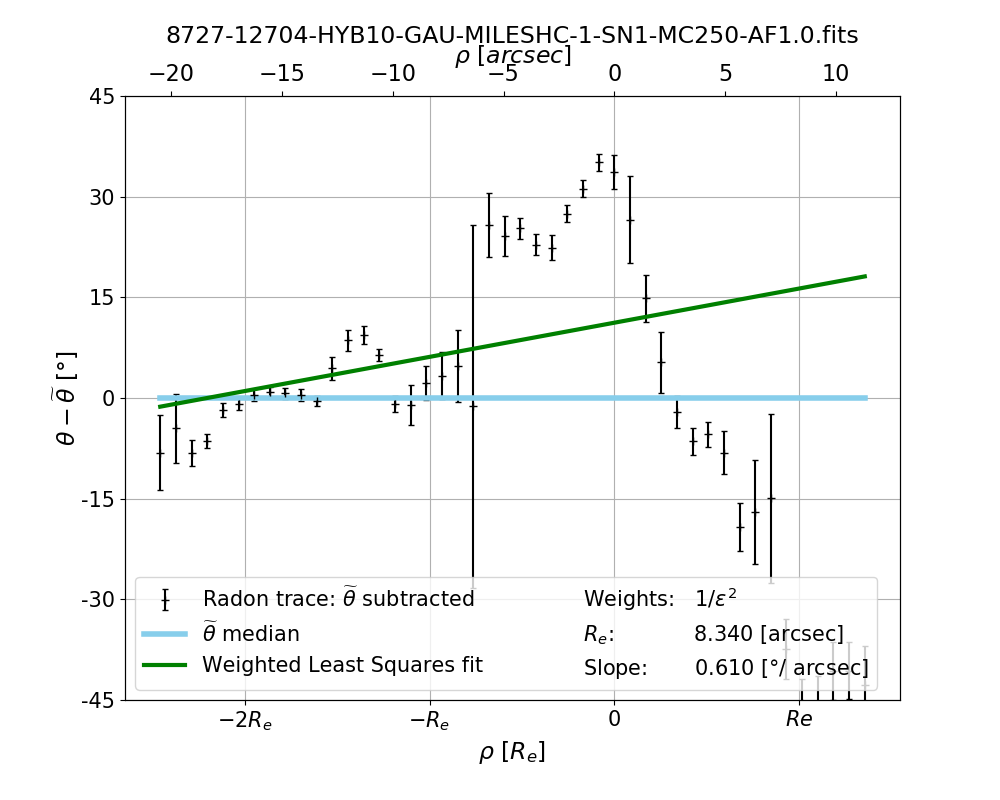 8727-12704-HYB10-GAU-MILESHC-1-SN1-MC250-AF1.0.fits
ρ [arcsec]
−20 −15 −10 −5 0 5 10
45
30
15
0
-15
-30
-45
θ − θ̃ [°]
Radon trace: θ̃ subtracted
θ̃ median
Weighted Least Squares fit
Weights: 1/ε²
Rₑ: 8.340 [arcsec]
Slope: 0.610 [°/ arcsec]
−2Rₑ −Rₑ 0 Re
ρ [Rₑ]